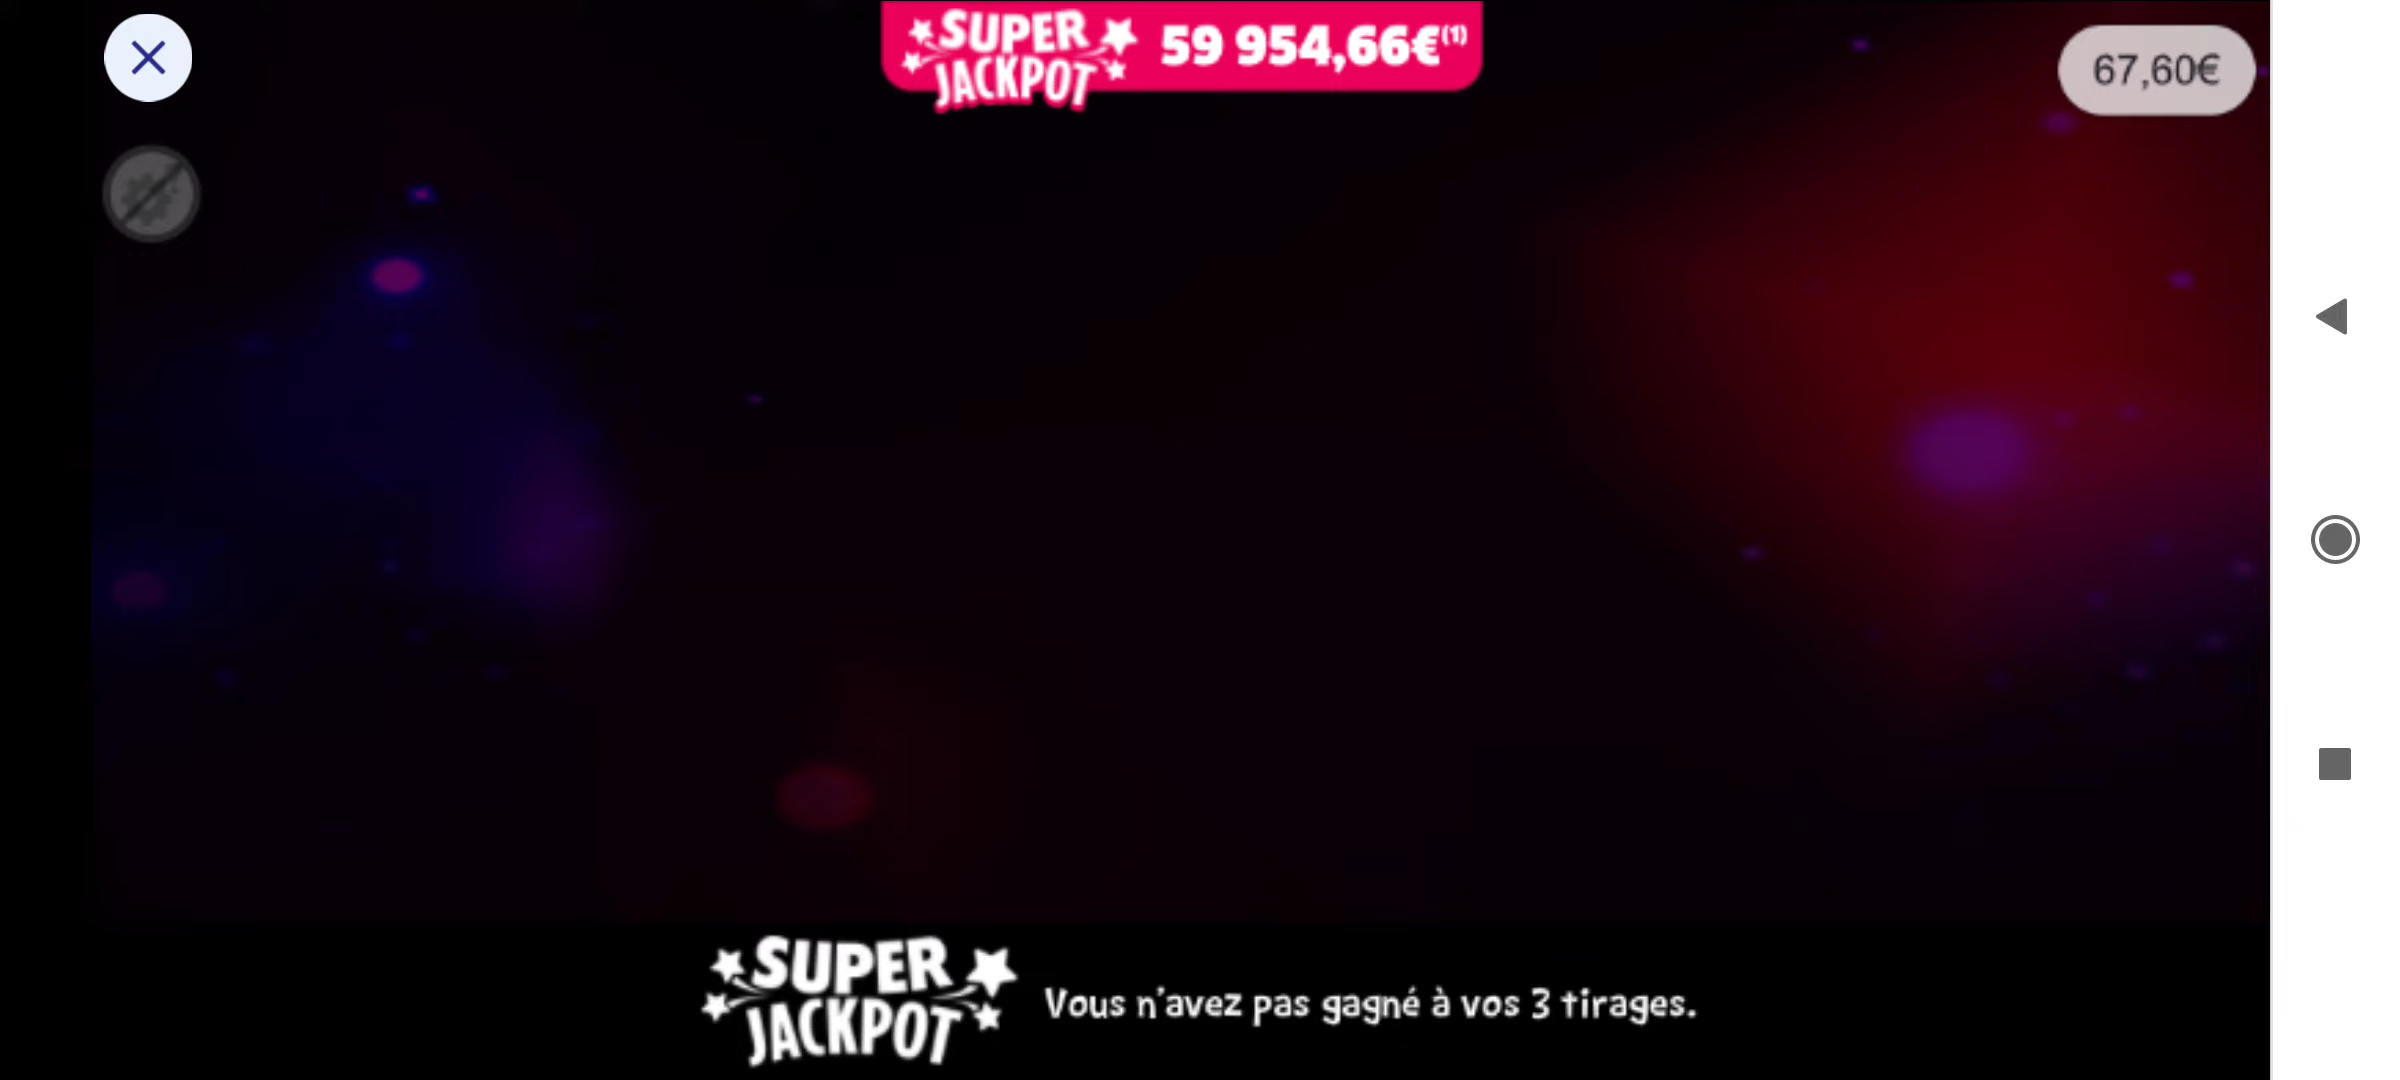 SUPER JACKPOT
59 954,66€(1)
67,60€
SUPER JACKPOT
Vous n'avez pas gagné à vos 3 tirages.